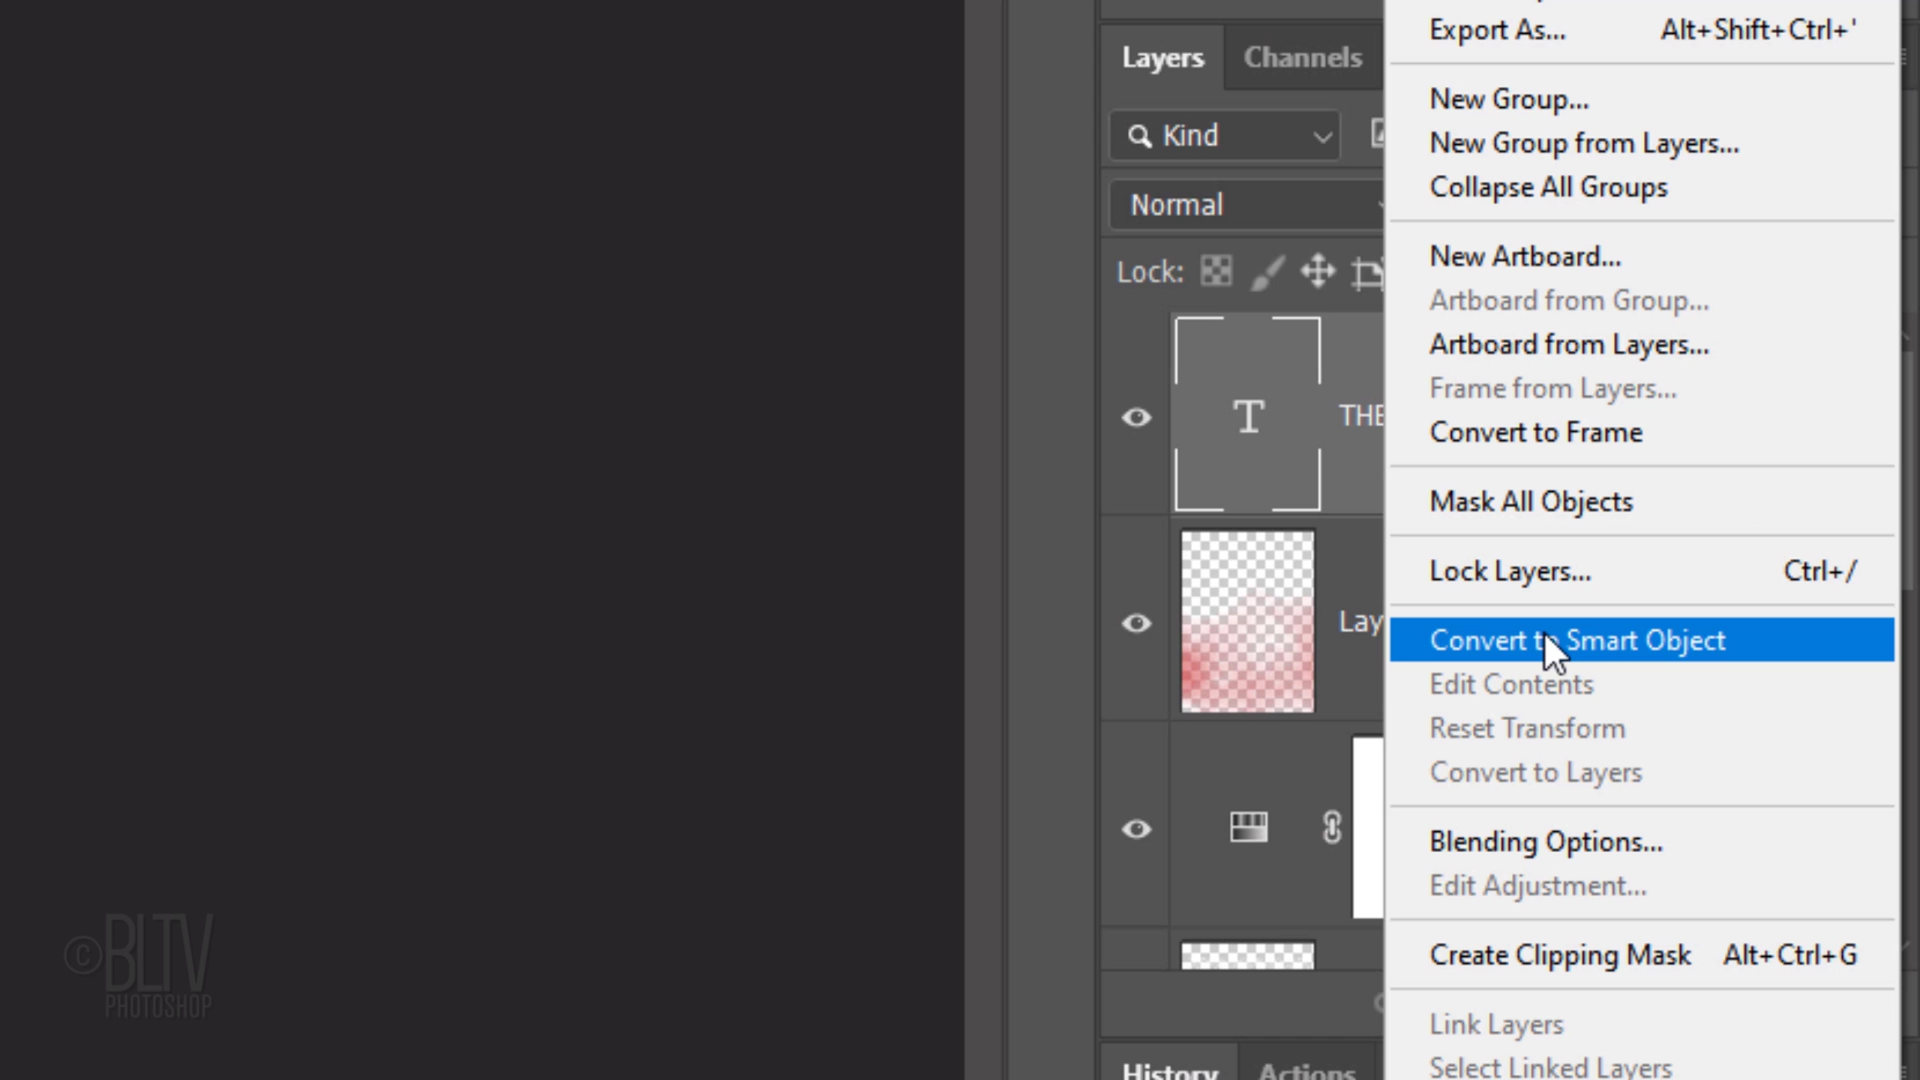 Export As... Alt+Shift+Ctrl+'
Layers Channels
New Group...
Kind
New Group from Layers...
Collapse All Groups
Normal
New Artboard...
Lock:
Artboard from Group...
Artboard from Layers...
Frame from Layers...
THE
Convert to Frame
Mask All Objects
Lock Layers... Ctrl+/
Lay
Convert to Smart Object
Edit Contents
Reset Transform
Convert to Layers
Blending Options...
Edit Adjustment...
Create Clipping Mask Alt+Ctrl+G
©BLTV
PHOTOSHOP
Link Layers
History Actions
Select Linked Layers